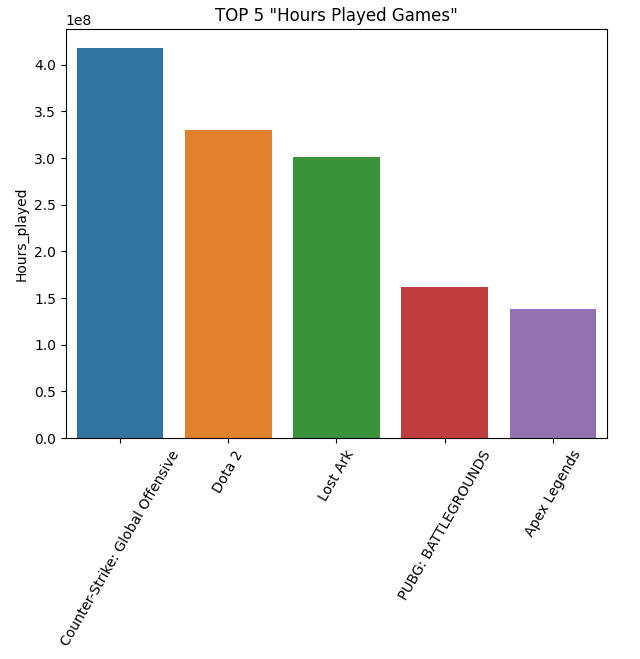 TOP 5 "Hours Played Games"
1e8
4.0
3.5
3.0
2.5
2.0
1.5
1.0
0.5
0.0
Hours_played
Counter-Strike: Global Offensive
Dota 2
Lost Ark
PUBG: BATTLEGROUNDS
Apex Legends